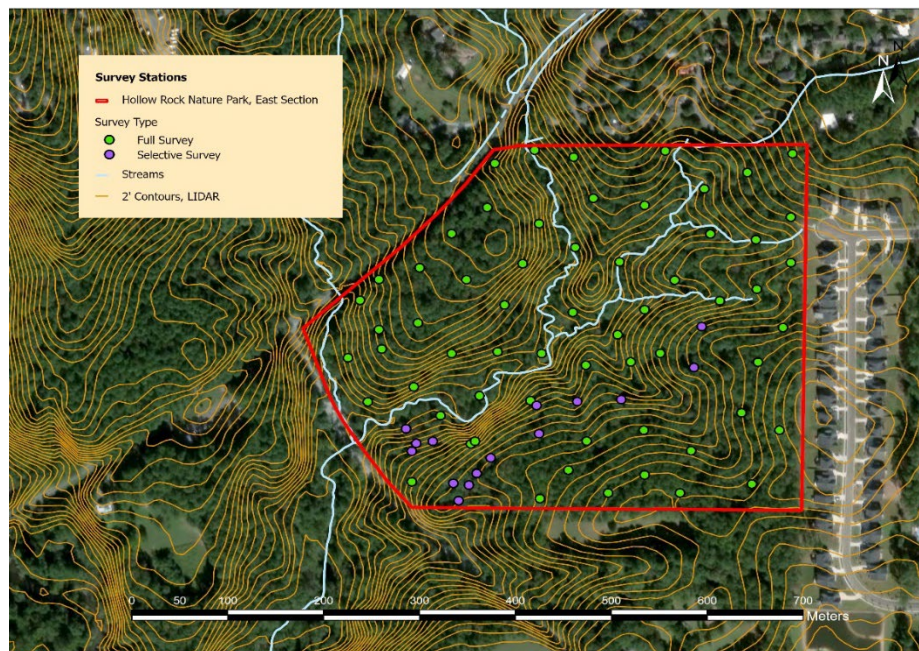 Survey Stations
Hollow Rock Nature Park, East Section
Survey Type
Full Survey
Selective Survey
Streams
2' Contours, LIDAR
N
0 50 100 200 300 400 500 600 700
Meters